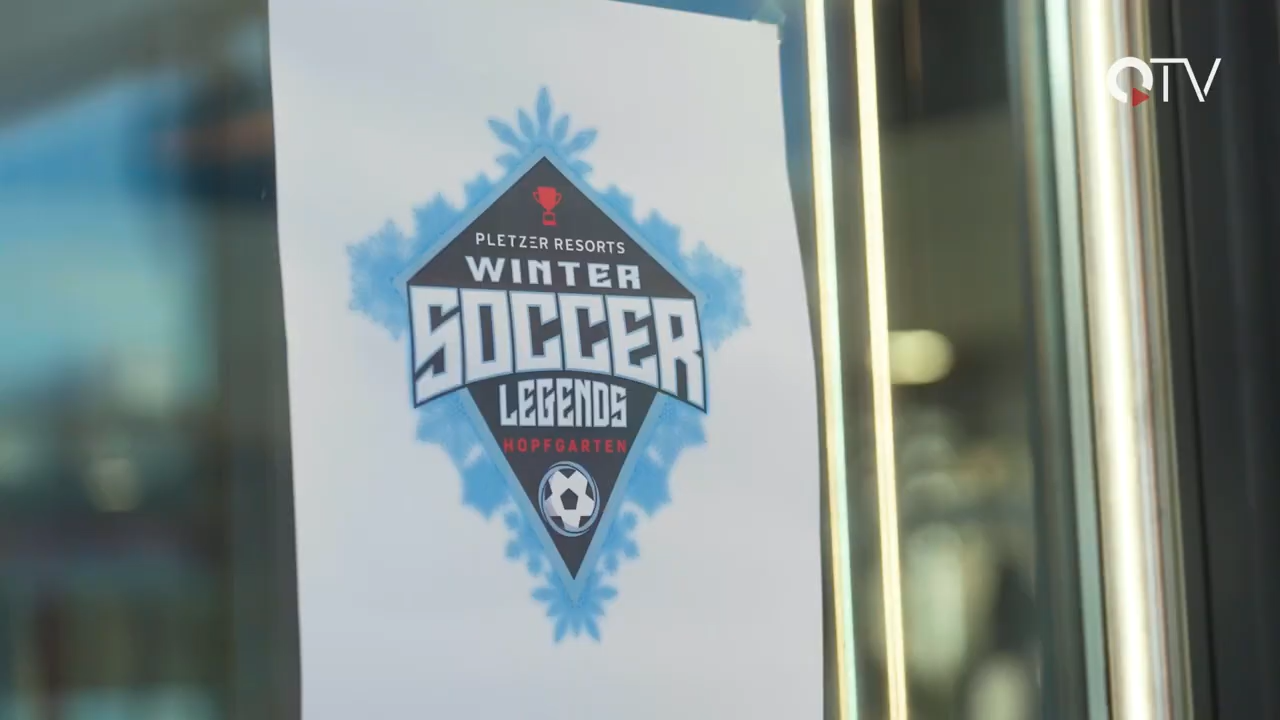 QTV
PLETZER RESORTS
WINTER
SOCCER
LEGENDS
HOPFGARTEN